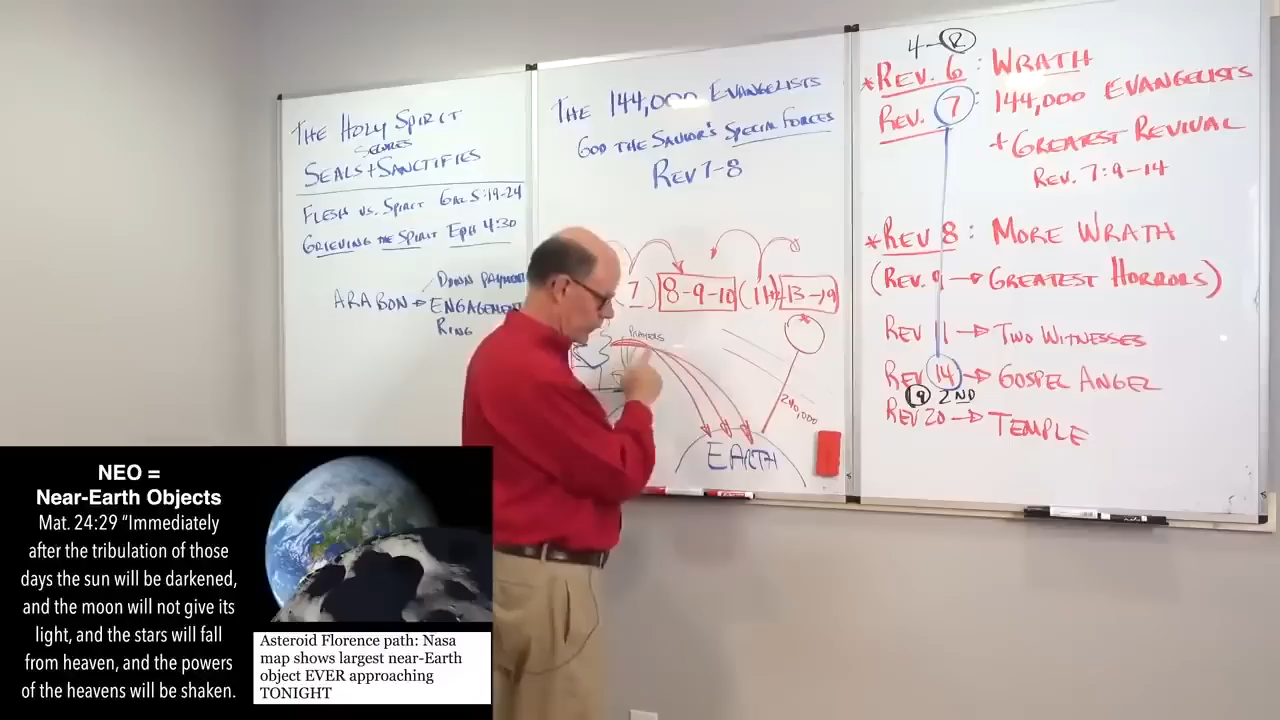 THE HOLY SPIRIT
SECURES
SEALS + SANCTIFIES
FLESH VS. SPIRIT GAL 5:19-24
GRIEVING THE SPIRIT EPH 4:30
DOWN PAYMENT
ARABON → ENGAGEMENT
RING
THE 144,000 EVANGELISTS
GOD THE SAVIOR'S SPECIAL FORCES
REV 7-8
7) 8-9-10 (11+ 13-19)
PRAYERS
240,000
EARTH
4-R
*REV. 6: WRATH
REV. 7: 144,000 EVANGELISTS
+ GREATEST REVIVAL
REV. 7:9-14
*REV 8: MORE WRATH
(REV. 9 → GREATEST HORRORS)
REV 11 → TWO WITNESSES
REV 14 → GOSPEL ANGEL
19 2ND
REV 20 → TEMPLE
NEO =
Near-Earth Objects
Mat. 24:29 “Immediately
after the tribulation of those
days the sun will be darkened,
and the moon will not give its
light, and the stars will fall
from heaven, and the powers
of the heavens will be shaken.
Asteroid Florence path: Nasa
map shows largest near-Earth
object EVER approaching
TONIGHT